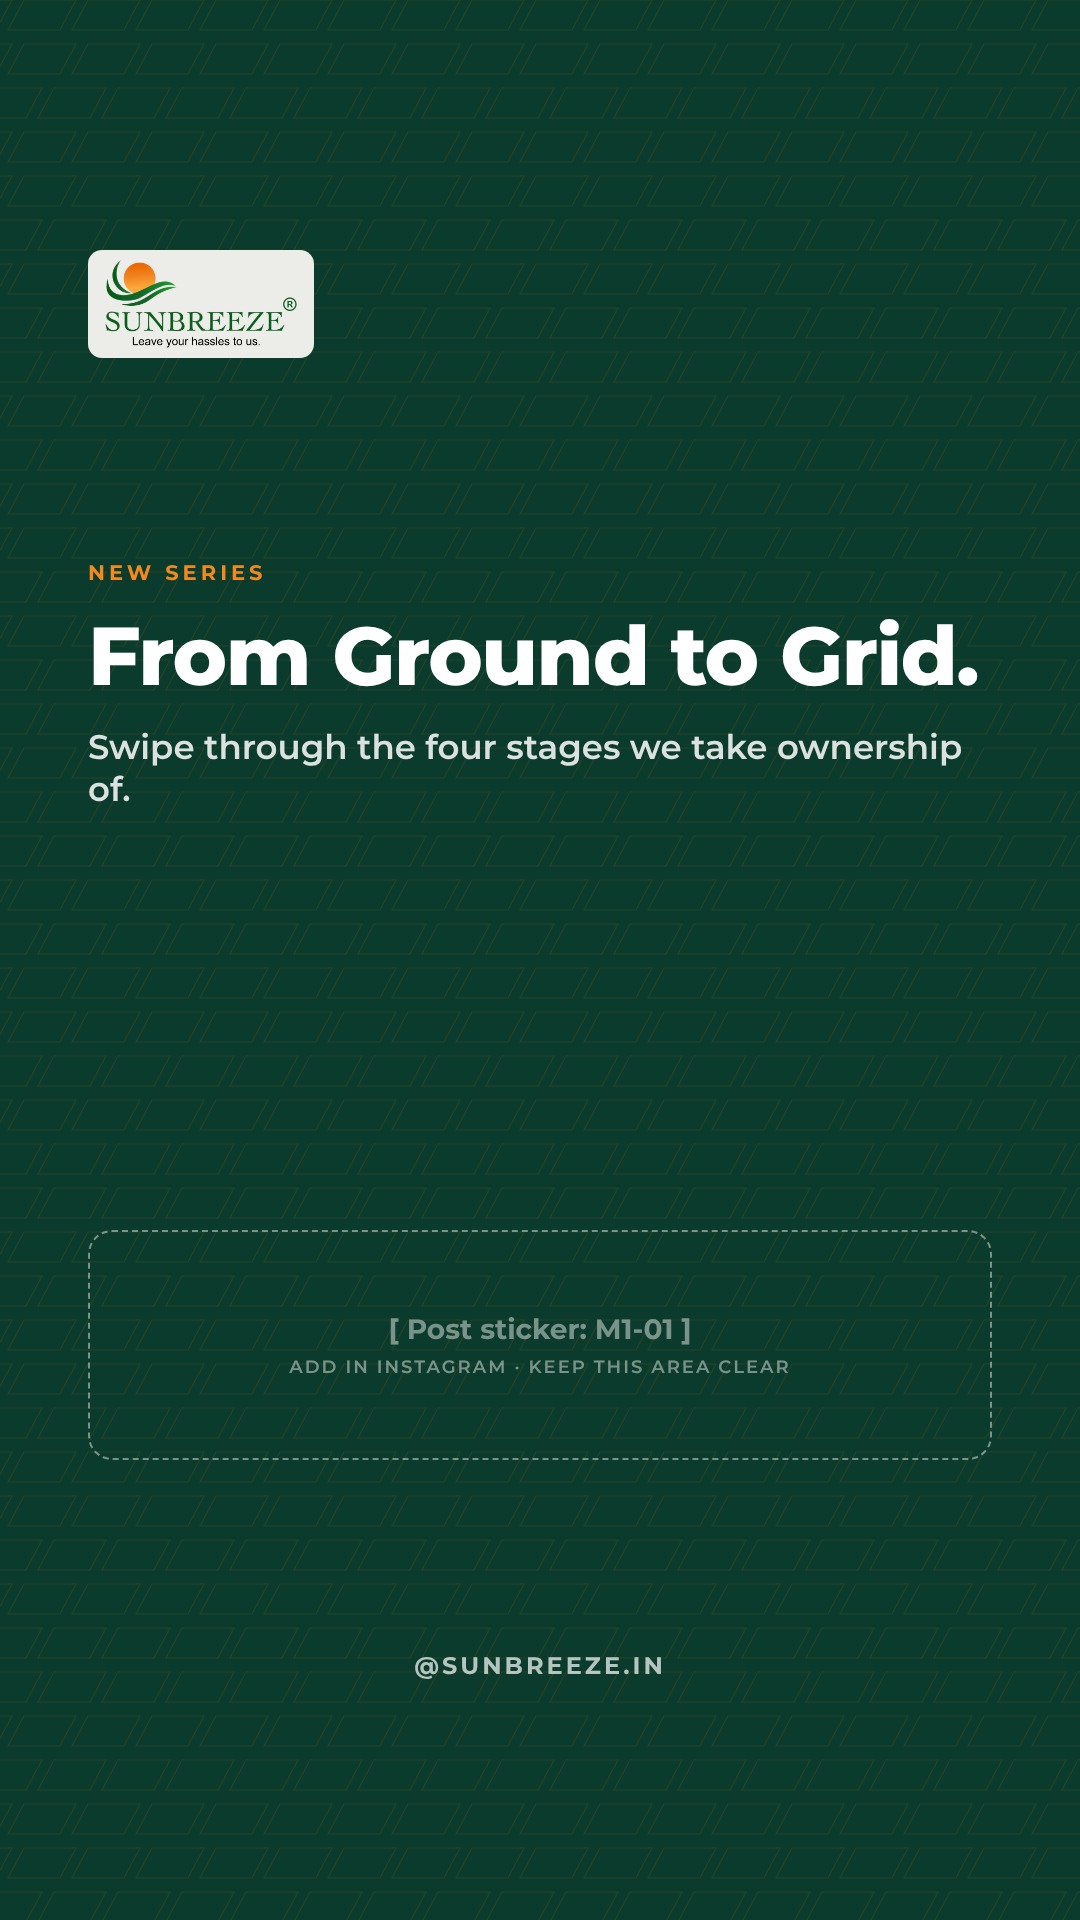 SUNBREEZE®
Leave your hassles to us.
NEW SERIES
From Ground to Grid.
Swipe through the four stages we take ownership
of.
[ Post sticker: M1-01 ]
ADD IN INSTAGRAM · KEEP THIS AREA CLEAR
@SUNBREEZE.IN